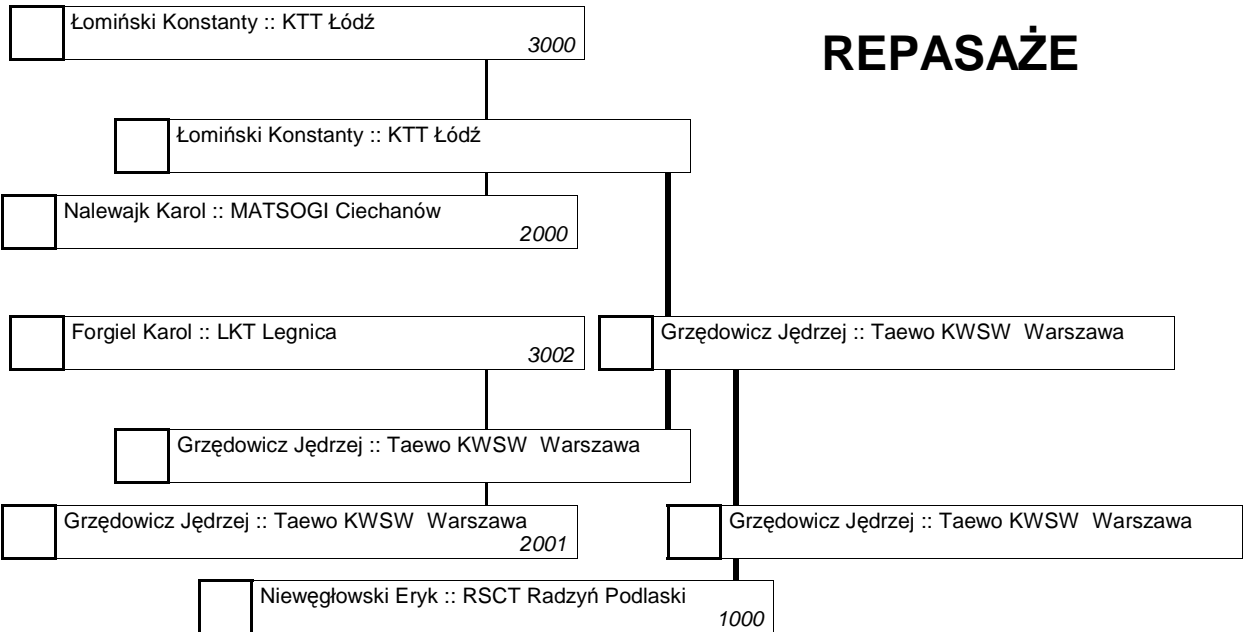 Łomiński Konstanty :: KTT Łódź
3000
REPASAŻE
Łomiński Konstanty :: KTT Łódź
Nalewajk Karol :: MATSOGI Ciechanów
2000
Forgiel Karol :: LKT Legnica
3002
Grzędowicz Jędrzej :: Taewo KWSW  Warszawa
Grzędowicz Jędrzej :: Taewo KWSW  Warszawa
Grzędowicz Jędrzej :: Taewo KWSW  Warszawa
2001
Grzędowicz Jędrzej :: Taewo KWSW  Warszawa
Niewęgłowski Eryk :: RSCT Radzyń Podlaski
1000